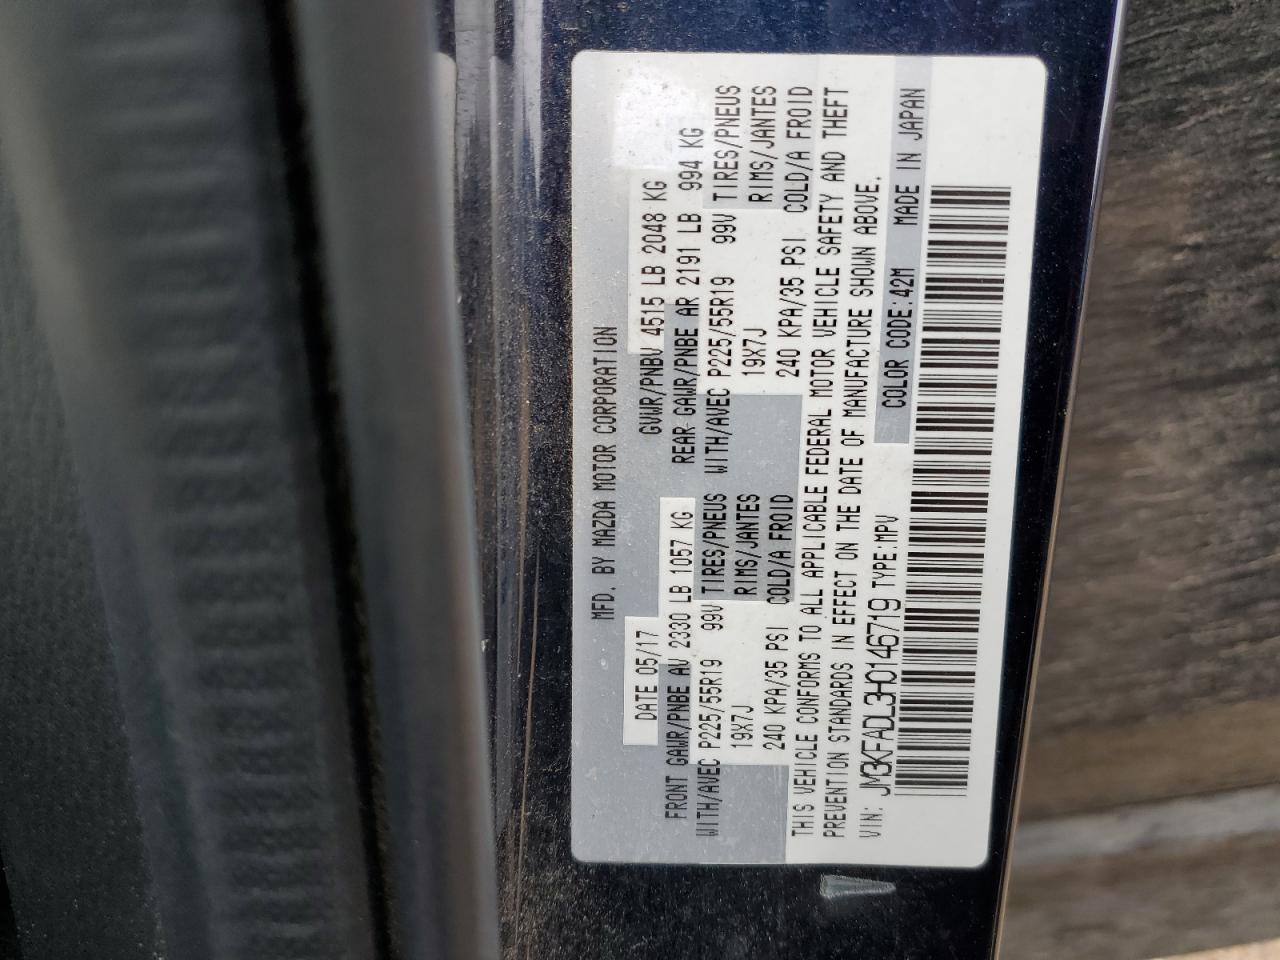 MFD. BY MAZDA MOTOR CORPORATION
DATE 05/17 GVWR/PNBV 4515 LB 2048 KG
FRONT GAWR/PNBE AV 2330 LB 1057 KG REAR GAWR/PNBE AR 2191 LB 994 KG
WITH/AVEC P225/55R19 99V TIRES/PNEUS WITH/AVEC P225/55R19 99V TIRES/PNEUS
19X7J RIMS/JANTES 19X7J RIMS/JANTES
240 KPA/35 PSI COLD/A FROID 240 KPA/35 PSI COLD/A FROID
THIS VEHICLE CONFORMS TO ALL APPLICABLE FEDERAL MOTOR VEHICLE SAFETY AND THEFT
PREVENTION STANDARDS IN EFFECT ON THE DATE OF MANUFACTURE SHOWN ABOVE.
VIN: JM3KFADL3H0146719 TYPE:MPV COLOR CODE:42M MADE IN JAPAN